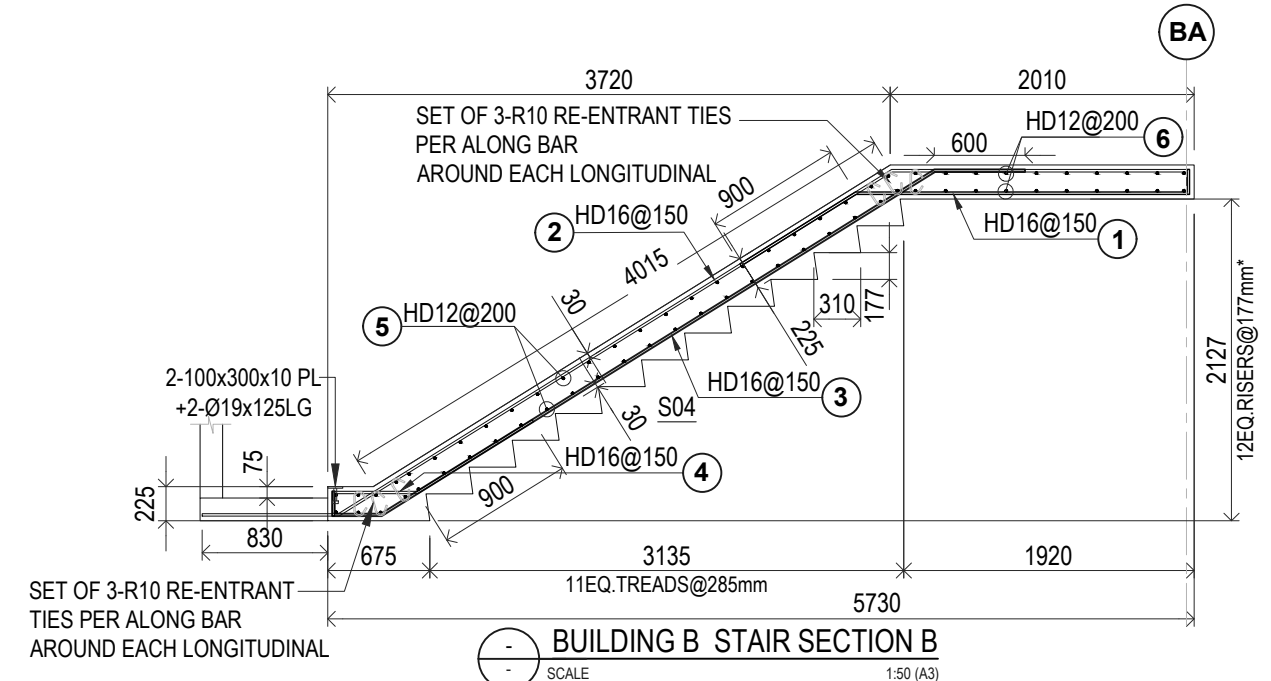 BA
3720
2010
SET OF 3-R10 RE-ENTRANT TIES
PER ALONG BAR
AROUND EACH LONGITUDINAL
HD12@200
6
600
900
HD16@150
2
HD16@150
1
4015
30
310
177
225
5
HD12@200
2127
12EQ.RISERS@177mm*
2-100x300x10 PL
+2-Ø19x125LG
HD16@150
3
30
S04
HD16@150
4
75
225
900
830
675
3135
1920
11EQ.TREADS@285mm
5730
SET OF 3-R10 RE-ENTRANT
TIES PER ALONG BAR
AROUND EACH LONGITUDINAL
-
-
BUILDING B STAIR SECTION B
SCALE
1:50 (A3)